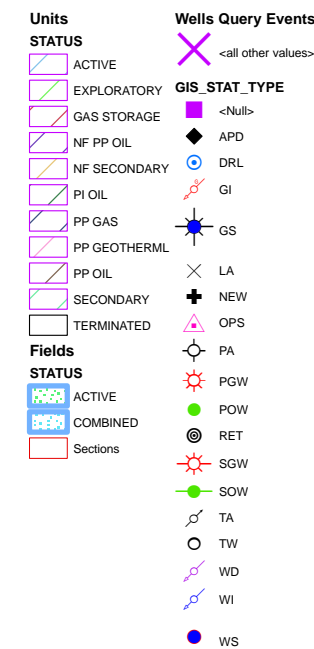 Units
STATUS
ACTIVE
EXPLORATORY
GAS STORAGE
NF PP OIL
NF SECONDARY
PI OIL
PP GAS
PP GEOTHERML
PP OIL
SECONDARY
TERMINATED
Fields
STATUS
ACTIVE
COMBINED
Sections
Wells Query Events
<all other values>
GIS_STAT_TYPE
<Null>
APD
DRL
GI
GS
LA
NEW
OPS
PA
PGW
POW
RET
SGW
SOW
TA
TW
WD
WI
WS